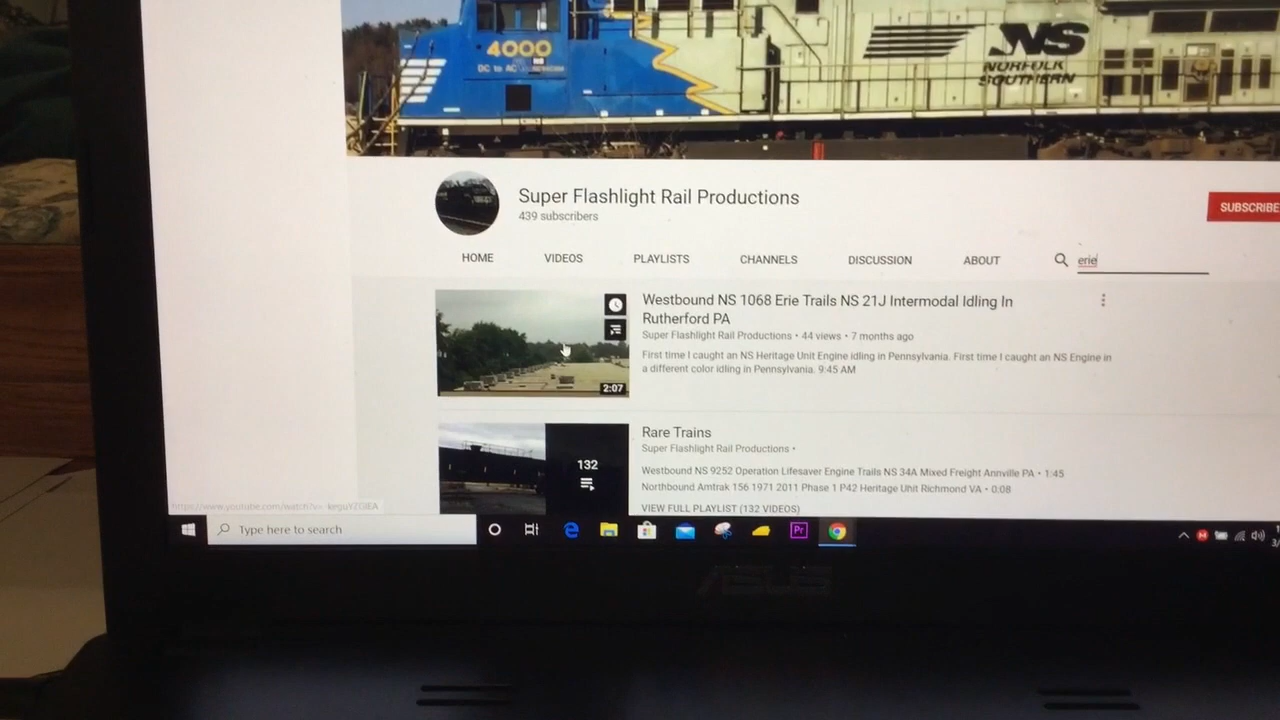 4000
DC to AC
NS
NORFOLK
SOUTHERN
Super Flashlight Rail Productions
439 subscribers
SUBSCRIBE
HOME VIDEOS PLAYLISTS CHANNELS DISCUSSION ABOUT erie
Westbound NS 1068 Erie Trails NS 21J Intermodal Idling In
Rutherford PA
Super Flashlight Rail Productions • 44 views • 7 months ago
First time I caught an NS Heritage Unit Engine idling in Pennsylvania. First time I caught an NS Engine in
a different color idling in Pennsylvania. 9:45 AM
2:07
Rare Trains
Super Flashlight Rail Productions •
132
Westbound NS 9252 Operation Lifesaver Engine Trails NS 34A Mixed Freight Annville PA • 1:45
Northbound Amtrak 156 1971 2011 Phase 1 P42 Heritage Unit Richmond VA • 0:08
VIEW FULL PLAYLIST (132 VIDEOS)
Type here to search
Pr
ASUS